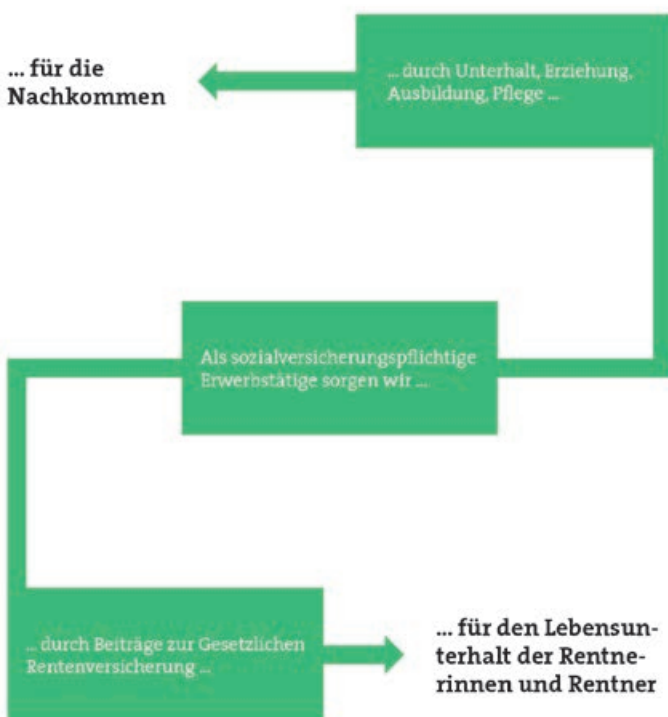 ... für die
Nachkommen
... durch Unterhalt, Erziehung,
Ausbildung, Pflege ...
Als sozialversicherungspflichtige
Erwerbstätige sorgen wir ...
... durch Beiträge zur Gesetzlichen
Rentenversicherung ...
... für den Lebensun-
terhalt der Rentne-
rinnen und Rentner